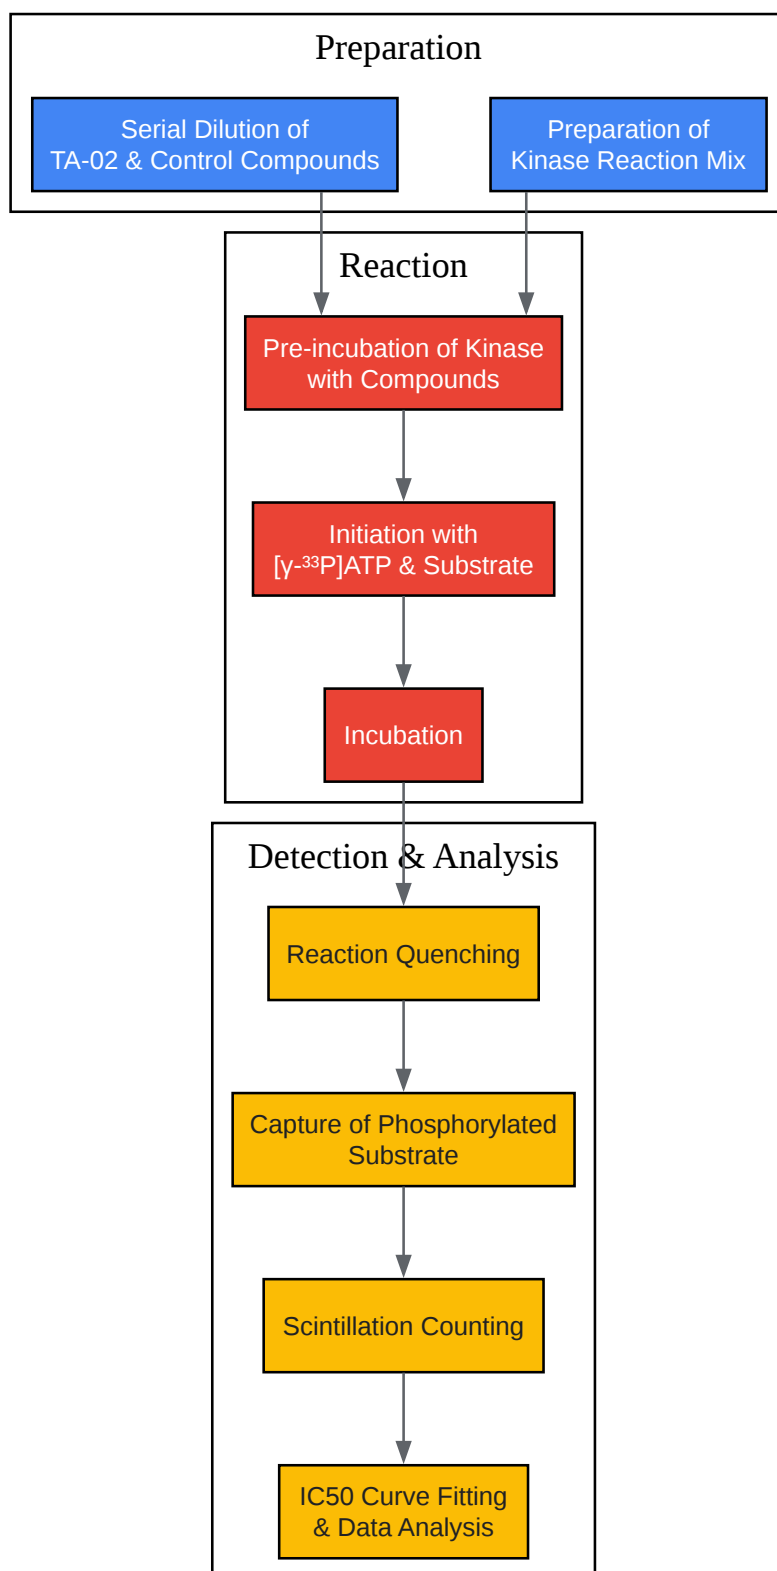 Preparation
Serial Dilution of
TA-02 & Control Compounds
Preparation of
Kinase Reaction Mix
Reaction
Pre-incubation of Kinase
with Compounds
Initiation with
[γ-³³P]ATP & Substrate
Incubation
Detection & Analysis
Reaction Quenching
Capture of Phosphorylated
Substrate
Scintillation Counting
IC50 Curve Fitting
& Data Analysis